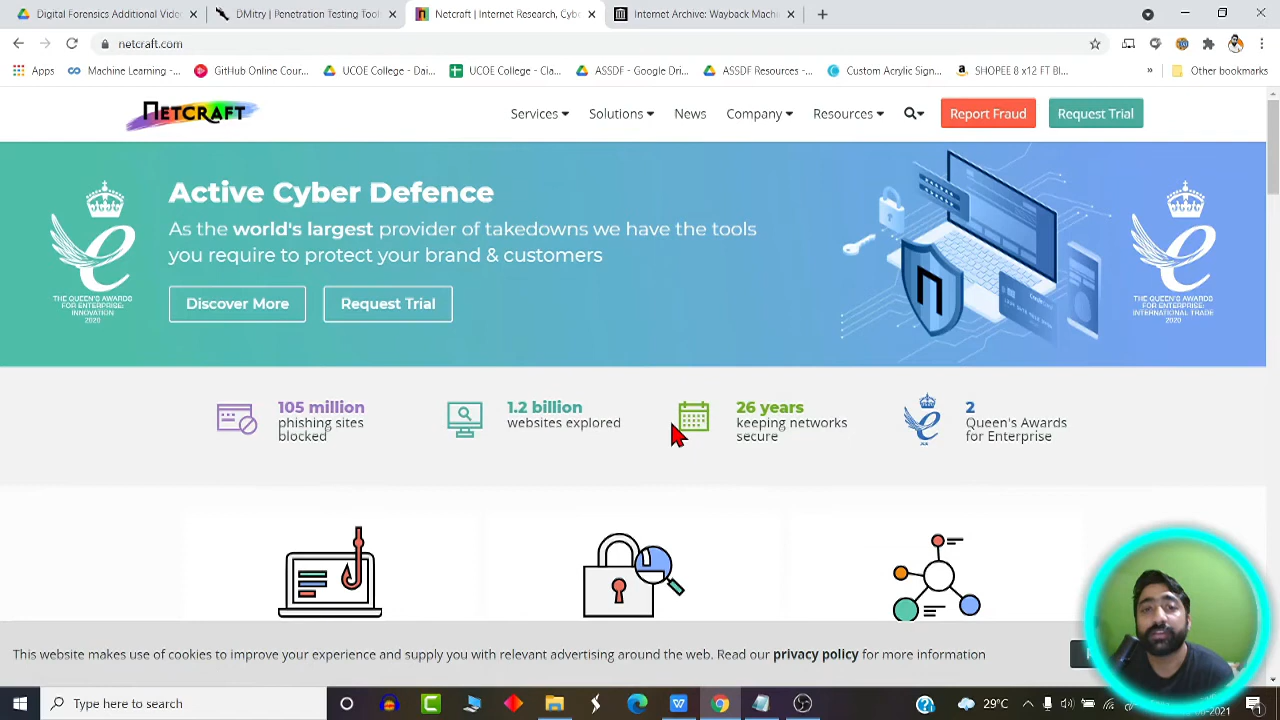 Digital Forensics Additional Video
DMitry | Penetration Testing Tool
Netcraft | Internet Research, Cybe
Internet Archive: Wayback Mach
netcraft.com
Apps
Machine Learning -...
GitHub Online Cour...
UCOE College - Dai...
UCOE College - Cla...
ASSDF - Google Dri...
ASSDF Resources -...
Custom Acrylic Sign...
SHOPEE 8 x12 FT Bl...
»
Other bookmarks
NETCRAFT
Services
Solutions
News
Company
Resources
Report Fraud
Request Trial
Active Cyber Defence
As the world's largest provider of takedowns we have the tools
you require to protect your brand & customers
Discover More
Request Trial
THE QUEEN'S AWARDS
FOR ENTERPRISE:
INNOVATION
2020
THE QUEEN'S AWARDS
FOR ENTERPRISE:
INTERNATIONAL TRADE
2020
105 million
phishing sites
blocked
1.2 billion
websites explored
26 years
keeping networks
secure
2
Queen's Awards
for Enterprise
This website makes use of cookies to improve your experience and supply you with relevant advertising around the web. Read our privacy policy for more information
Type here to search
29°C